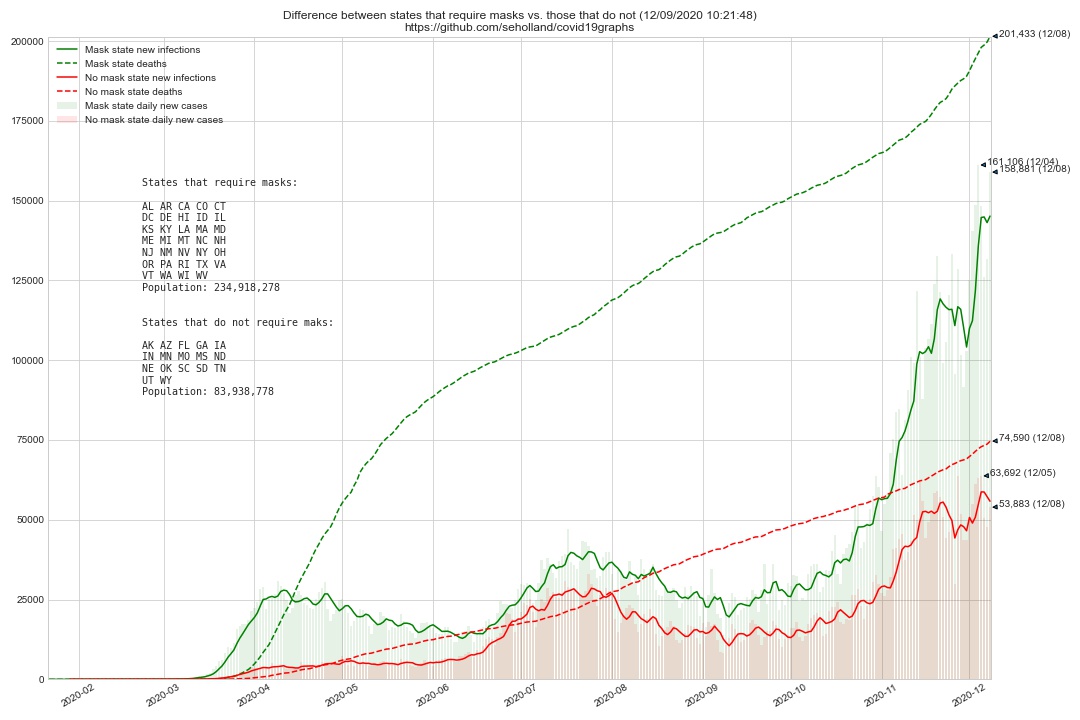 Difference between states that require masks vs. those that do not (12/09/2020 10:21:48)
https://github.com/seholland/covid19graphs
Mask state new infections
Mask state deaths
No mask state new infections
No mask state deaths
Mask state daily new cases
No mask state daily new cases
States that require masks:
AL AR CA CO CT
DC DE HI ID IL
KS KY LA MA MD
ME MI MT NC NH
NJ NM NV NY OH
OR PA RI TX VA
VT WA WI WV
Population: 234,918,278
States that do not require maks:
AK AZ FL GA IA
IN MN MO MS ND
NE OK SC SD TN
UT WY
Population: 83,938,778
201,433 (12/08)
161,106 (12/04)
158,881 (12/08)
74,590 (12/08)
63,692 (12/05)
53,883 (12/08)
200000
175000
150000
125000
100000
75000
50000
25000
0
2020-02
2020-03
2020-04
2020-05
2020-06
2020-07
2020-08
2020-09
2020-10
2020-11
2020-12